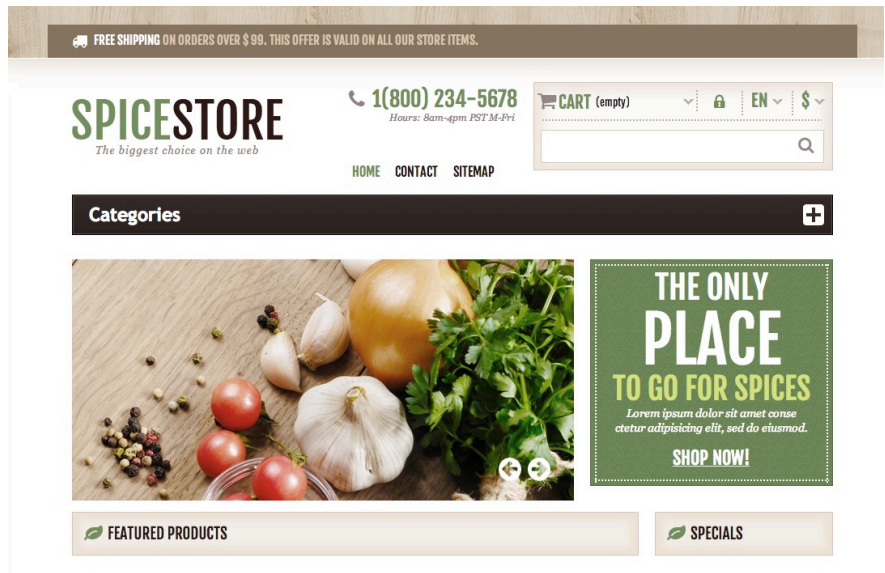 FREE SHIPPING ON ORDERS OVER $ 99. THIS OFFER IS VALID ON ALL OUR STORE ITEMS.
SPICESTORE
The biggest choice on the web
1(800) 234-5678
Hours: 8am-4pm PST M-Fri
CART (empty)
EN
$
HOME CONTACT SITEMAP
Categories
THE ONLY
PLACE
TO GO FOR SPICES
Lorem ipsum dolor sit amet conse
ctetur adipisicing elit, sed do eiusmod.
SHOP NOW!
FEATURED PRODUCTS
SPECIALS